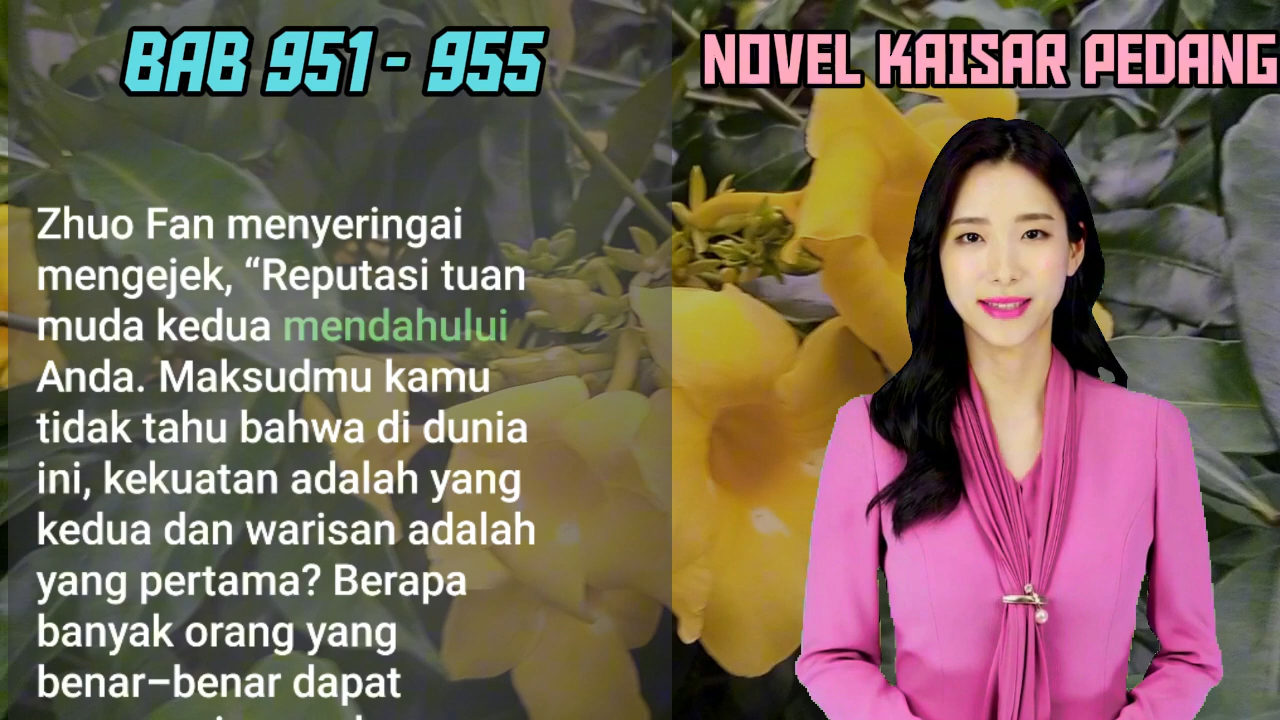 BAB 951 - 955
NOVEL KAISAR PEDANG
Zhuo Fan menyeringai
mengejek, “Reputasi tuan
muda kedua mendahului
Anda. Maksudmu kamu
tidak tahu bahwa di dunia
ini, kekuatan adalah yang
kedua dan warisan adalah
yang pertama? Berapa
banyak orang yang
benar–benar dapat